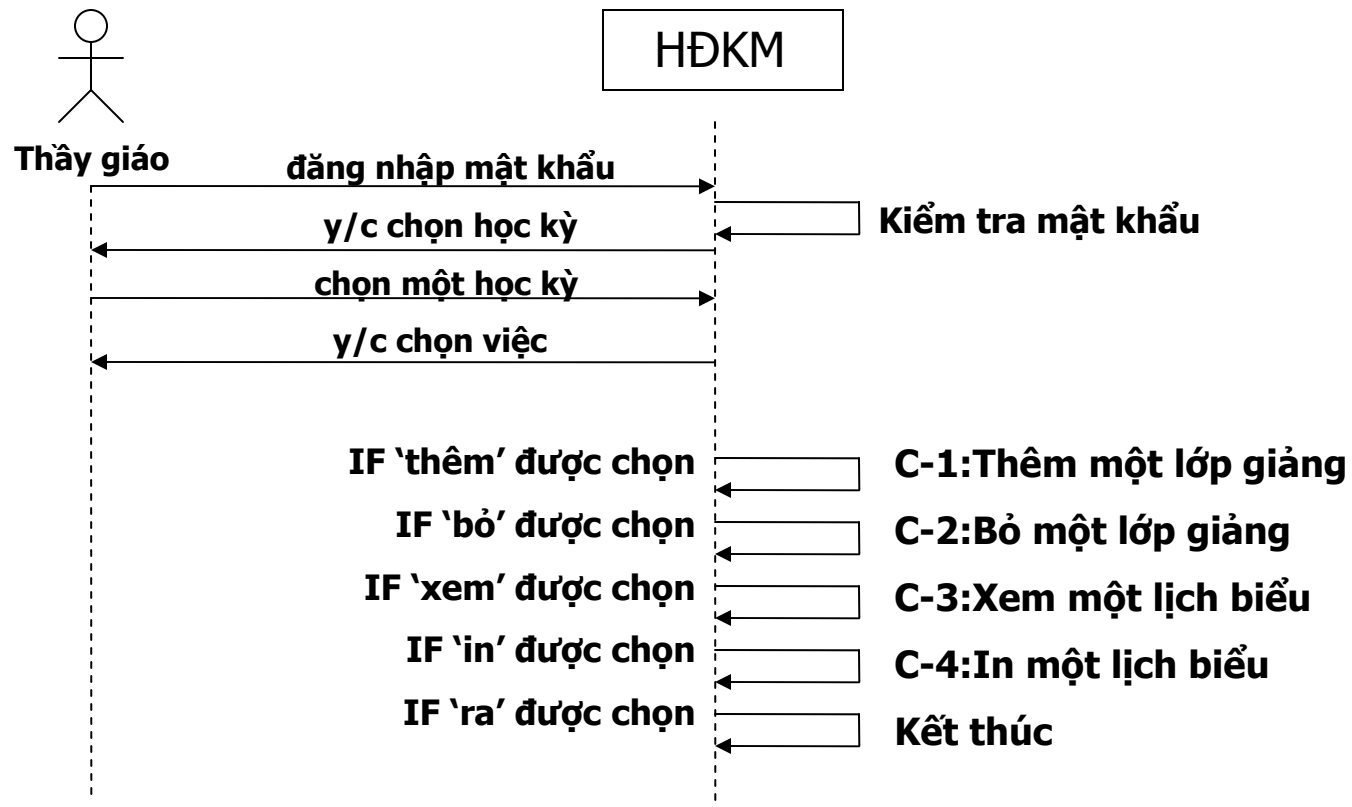 HĐKM
Thầy giáo
đăng nhập mật khẩu
Kiểm tra mật khẩu
y/c chọn học kỳ
chọn một học kỳ
y/c chọn việc
IF ‘thêm’ được chọn
C-1:Thêm một lớp giảng
IF ‘bỏ’ được chọn
C-2:Bỏ một lớp giảng
IF ‘xem’ được chọn
C-3:Xem một lịch biểu
IF ‘in’ được chọn
C-4:In một lịch biểu
IF ‘ra’ được chọn
Kết thúc